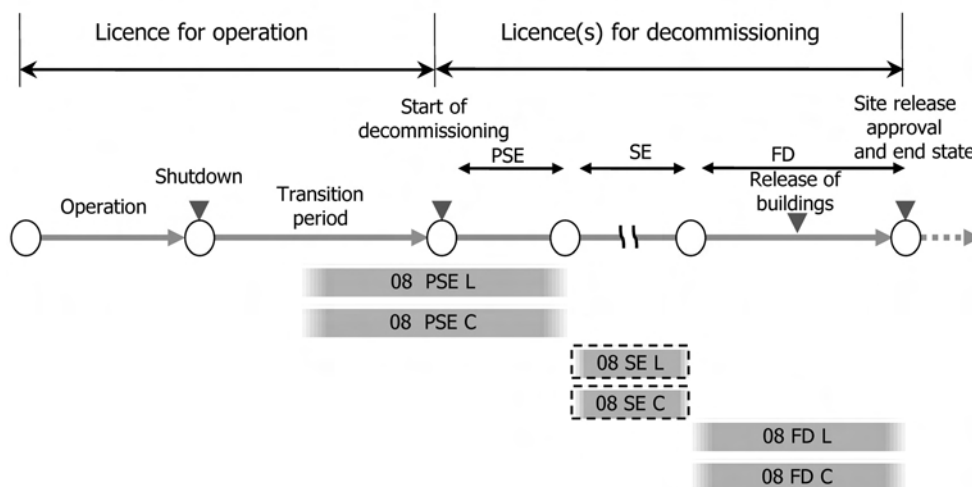 Licence for operation
Licence(s) for decommissioning
Start of
decommissioning
Site release
approval
and end state
PSE
SE
FD
Shutdown
Release of
buildings
Operation
Transition
period
08 PSE L
08 PSE C
08 SE L
08 SE C
08 FD L
08 FD C